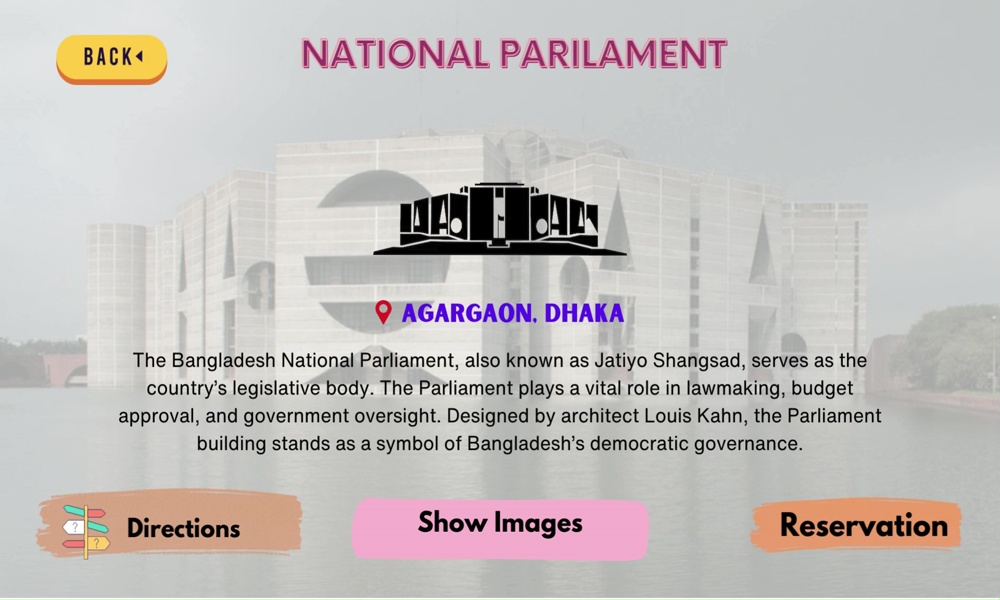 BACK
NATIONAL PARILAMENT
AGARGAON, DHAKA
The Bangladesh National Parliament, also known as Jatiyo Shangsad, serves as the
country's legislative body. The Parliament plays a vital role in lawmaking, budget
approval, and government oversight. Designed by architect Louis Kahn, the Parliament
building stands as a symbol of Bangladesh's democratic governance.
? ?
Directions
Show Images
Reservation